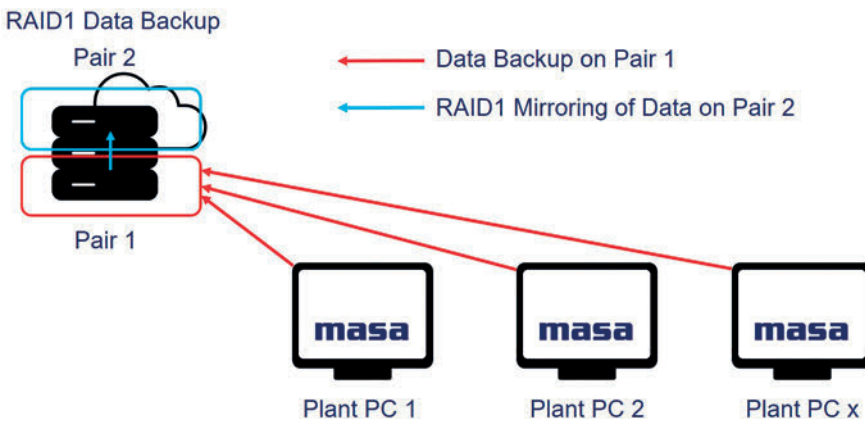 RAID1 Data Backup
Pair 2
Data Backup on Pair 1
RAID1 Mirroring of Data on Pair 2
Pair 1
masa
masa
masa
Plant PC 1
Plant PC 2
Plant PC x